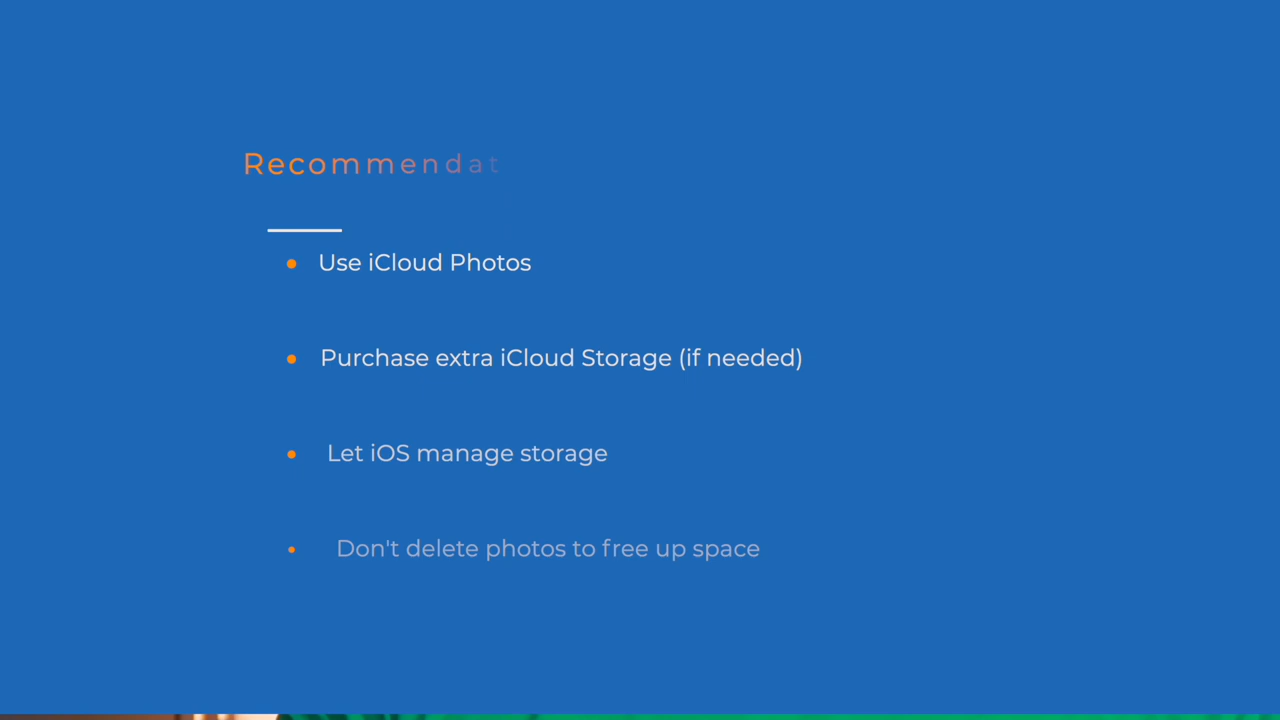 Recommendat
Use iCloud Photos
Purchase extra iCloud Storage (if needed)
Let iOS manage storage
Don't delete photos to free up space